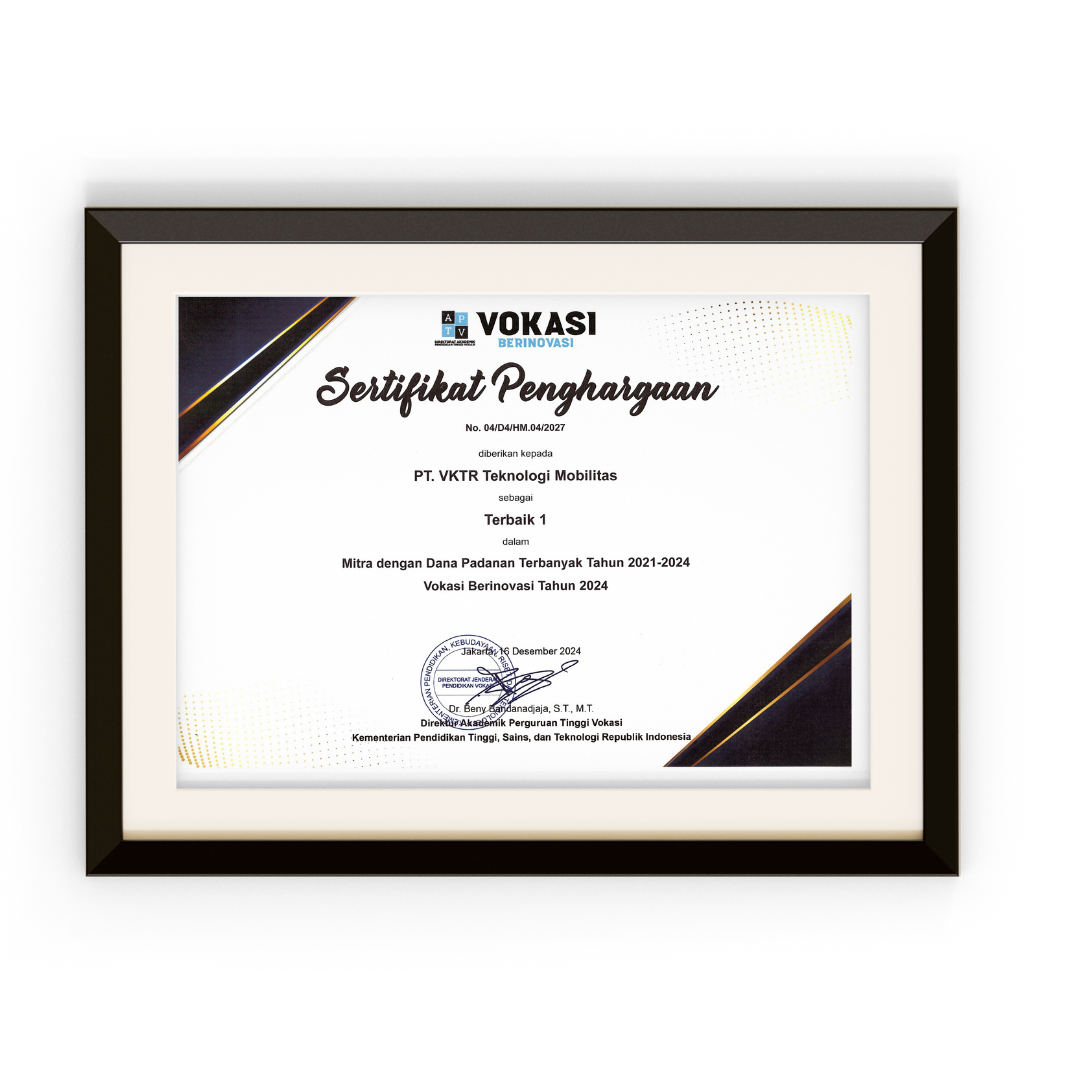 A P
T V
VOKASI
BERINOVASI
DIREKTORAT AKADEMIK
PENDIDIKAN TINGGI VOKASI
Sertifikat Penghargaan
No. 04/D4/HM.04/2027
diberikan kepada
PT. VKTR Teknologi Mobilitas
sebagai
Terbaik 1
dalam
Mitra dengan Dana Padanan Terbanyak Tahun 2021-2024
Vokasi Berinovasi Tahun 2024
Jakarta, 16 Desember 2024
PENDIDIKAN, KEBUDAYAAN, RISET
DIREKTORAT JENDERAL
PENDIDIKAN VOKASI
Dr. Beny Bandanadjaja, S.T., M.T.
Direktur Akademik Perguruan Tinggi Vokasi
Kementerian Pendidikan Tinggi, Sains, dan Teknologi Republik Indonesia